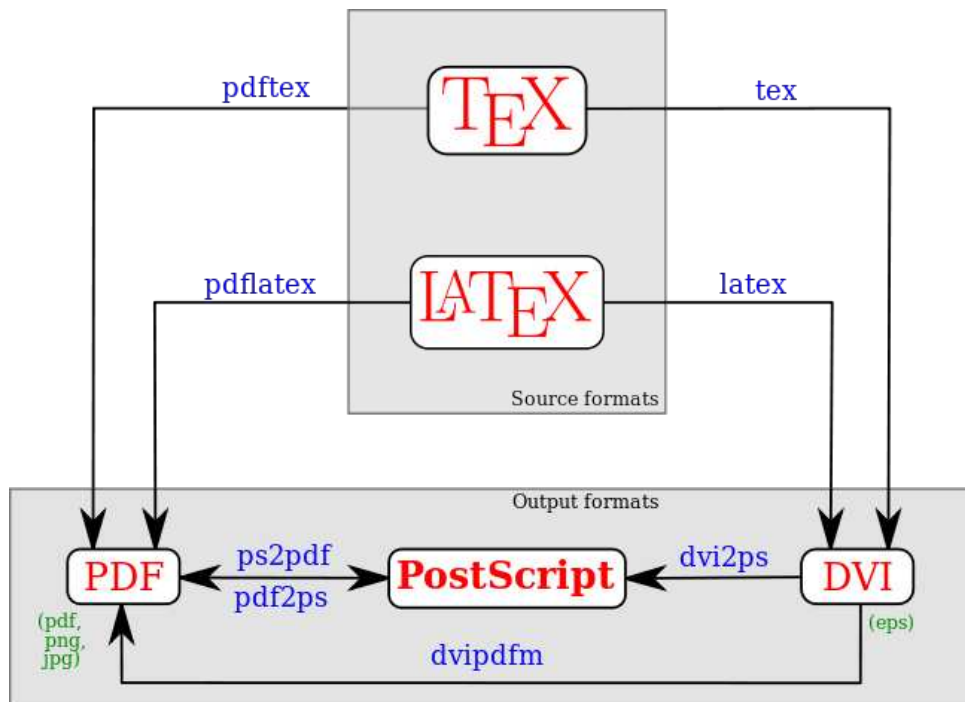 pdftex
TEX
tex
pdflatex
LATEX
latex
Source formats
Output formats
PDF
ps2pdf
pdf2ps
PostScript
dvi2ps
DVI
(pdf,
png,
jpg)
(eps)
dvipdfm